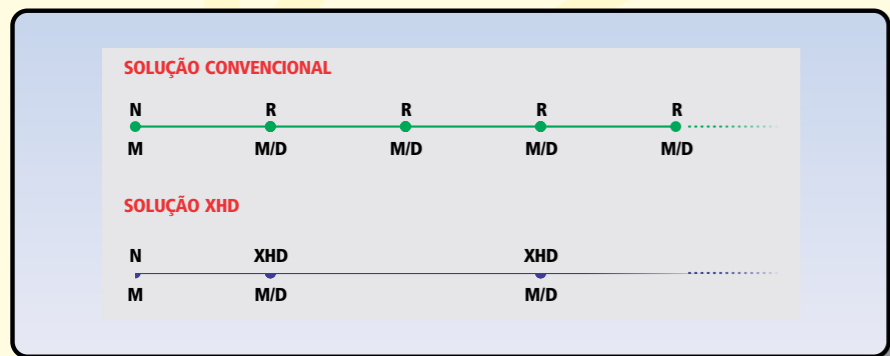 SOLUÇÃO CONVENCIONAL
N R R R R
M M/D M/D M/D M/D
SOLUÇÃO XHD
N XHD XHD
M M/D M/D